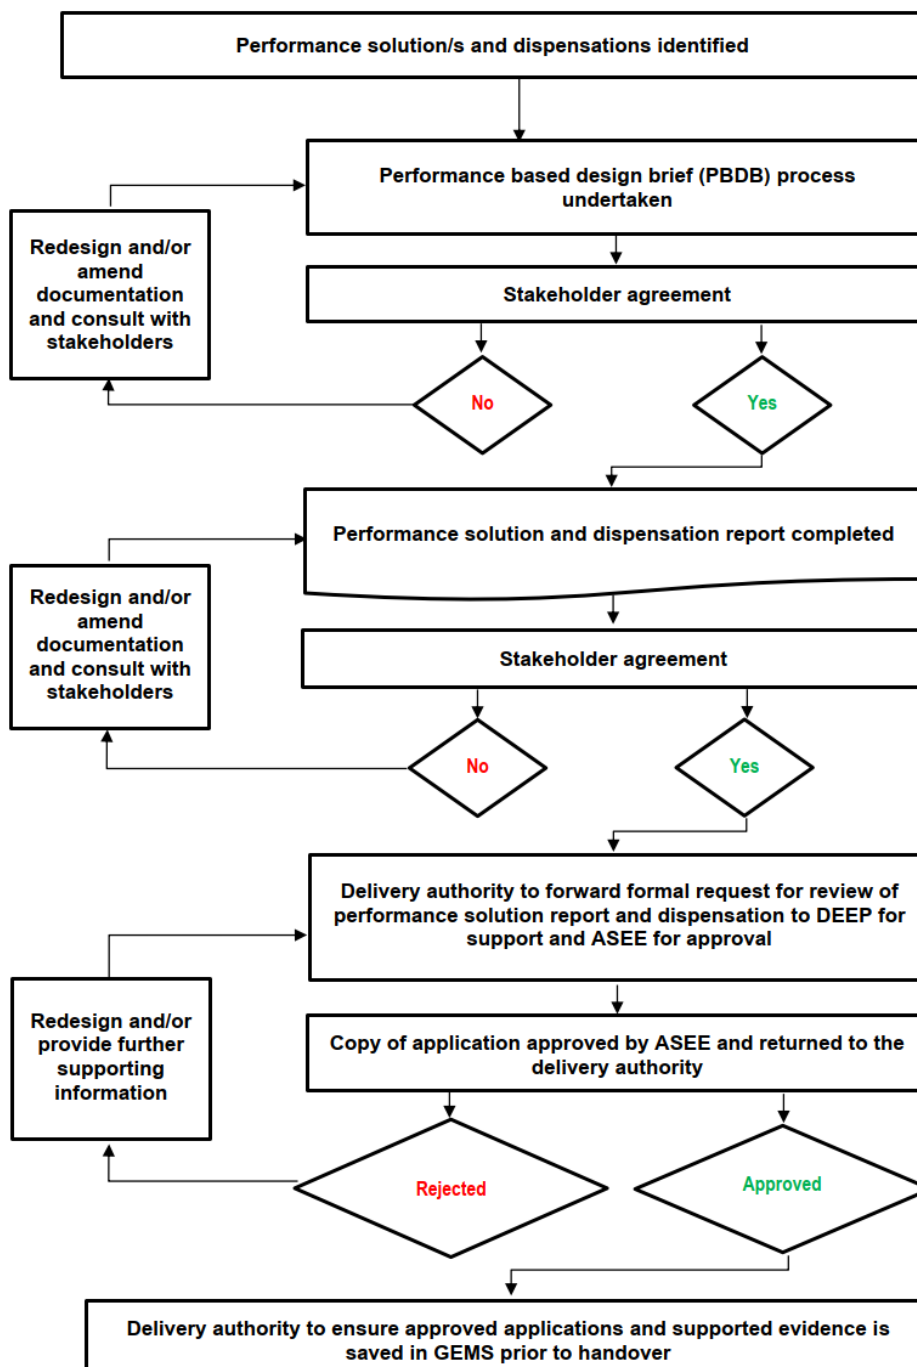 Performance solution/s and dispensations identified
Performance based design brief (PBDB) process
undertaken
Redesign and/or
amend
documentation
and consult with
stakeholders
Stakeholder agreement
No
Yes
Performance solution and dispensation report completed
Redesign and/or
amend
documentation
and consult with
stakeholders
Stakeholder agreement
No
Yes
Delivery authority to forward formal request for review of
performance solution report and dispensation to DEEP for
support and ASEE for approval
Redesign and/or
provide further
supporting
information
Copy of application approved by ASEE and returned to the
delivery authority
Rejected
Approved
Delivery authority to ensure approved applications and supported evidence is
saved in GEMS prior to handover